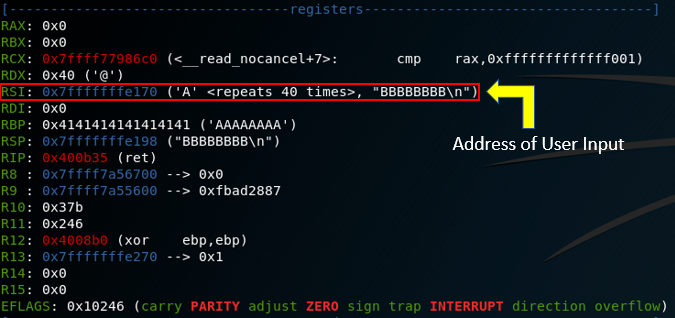 [----------------------------------registers-----------------------------------]
RAX: 0x0
RBX: 0x0
RCX: 0x7ffff77986c0 (<__read_nocancel+7>: cmp rax,0xfffffffffffff001)
RDX: 0x40 ('@')
RSI: 0x7fffffffe170 ('A' <repeats 40 times>, "BBBBBBBB\n")
RDI: 0x0
RBP: 0x4141414141414141 ('AAAAAAAA')
Address of User Input
RSP: 0x7fffffffe198 ("BBBBBBBB\n")
RIP: 0x400b35 (ret)
R8 : 0x7ffff7a56700 --> 0x0
R9 : 0x7ffff7a55600 --> 0xfbad2887
R10: 0x37b
R11: 0x246
R12: 0x4008b0 (xor ebp,ebp)
R13: 0x7fffffffe270 --> 0x1
R14: 0x0
R15: 0x0
EFLAGS: 0x10246 (carry PARITY adjust ZERO sign trap INTERRUPT direction overflow)